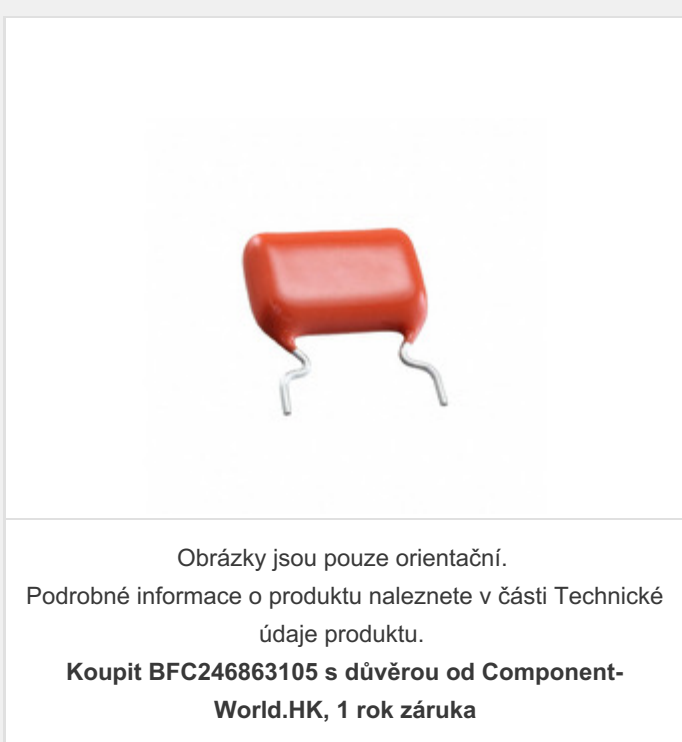 Obrázky jsou pouze orientační.
Podrobné informace o produktu naleznete v části Technické
údaje produktu.
Koupit BFC246863105 s důvěrou od Component-
World.HK, 1 rok záruka